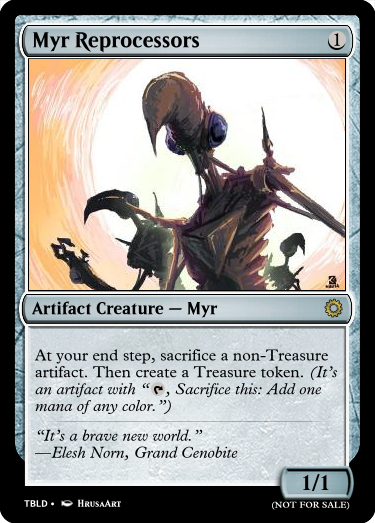 Myr Reprocessors 1
Artifact Creature — Myr
At your end step, sacrifice a non-Treasure
artifact. Then create a Treasure token. (It's
an artifact with “ , Sacrifice this: Add one
mana of any color.”)
“It's a brave new world.”
—Elesh Norn, Grand Cenobite
1/1
TBLD • HrusaArt
(NOT FOR SALE)